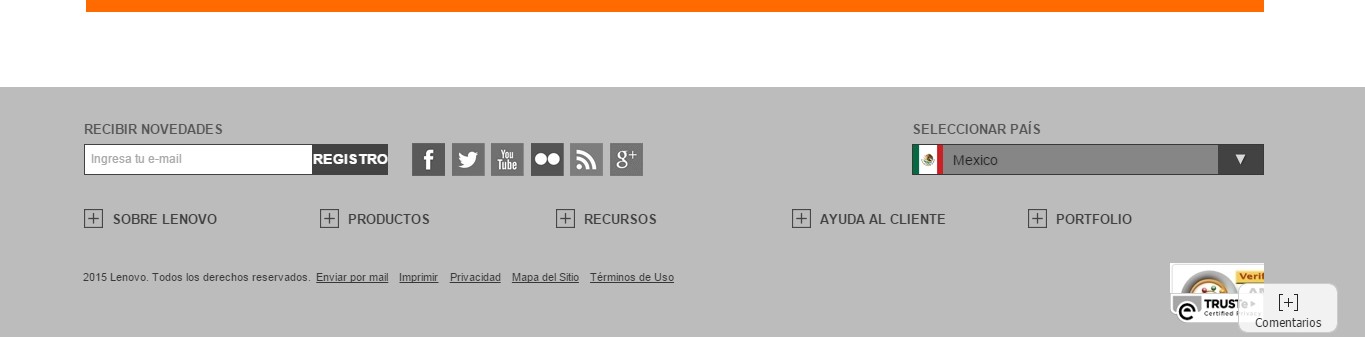 RECIBIR NOVEDADES
SELECCIONAR PAÍS
Ingresa tu e-mail
REGISTRO
f
You
Tube
g+
Mexico
SOBRE LENOVO
PRODUCTOS
RECURSOS
AYUDA AL CLIENTE
PORTFOLIO
2015 Lenovo. Todos los derechos reservados. Enviar por mail Imprimir Privacidad Mapa del Sitio Términos de Uso
TRUSTe
Certified
[+]
Comentarios